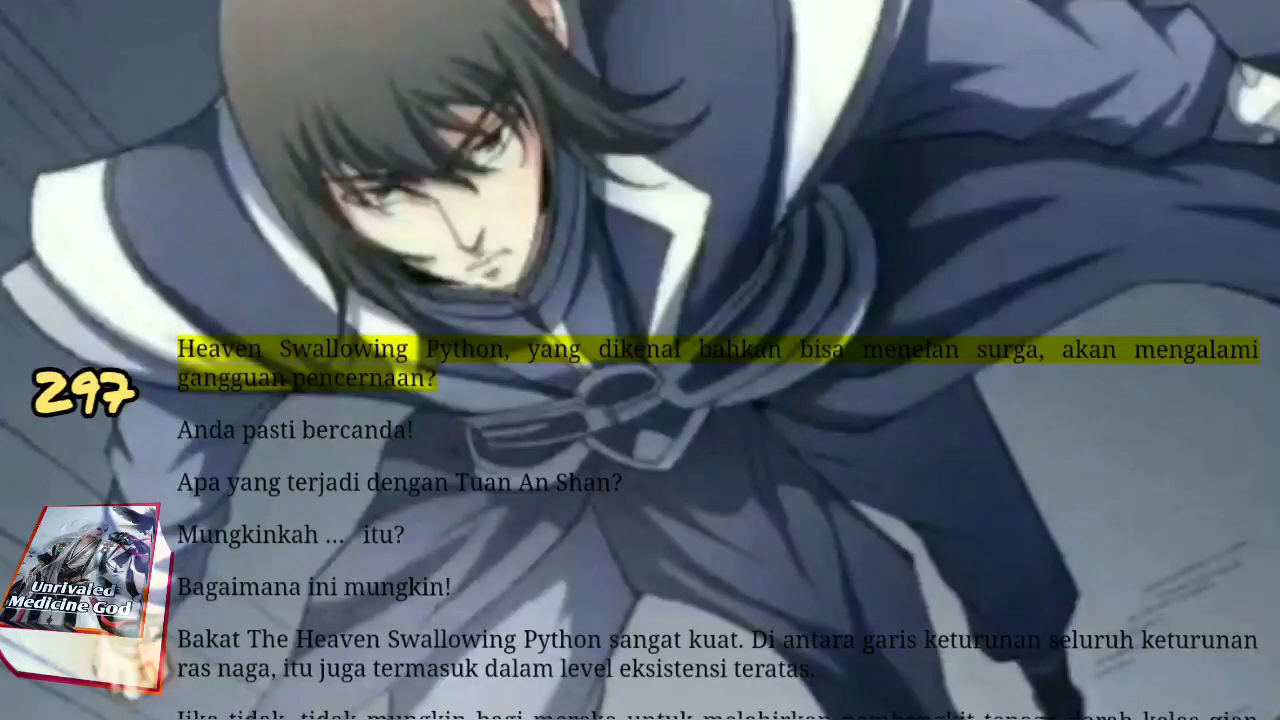 Heaven Swallowing Python, yang dikenal bahkan bisa menelan surga, akan mengalami
gangguan pencernaan?
297
Anda pasti bercanda!
Apa yang terjadi dengan Tuan An Shan?
Mungkinkah ... itu?
Bagaimana ini mungkin!
Unrivaled
Medicine God
Bakat The Heaven Swallowing Python sangat kuat. Di antara garis keturunan seluruh keturunan
ras naga, itu juga termasuk dalam level eksistensi teratas.